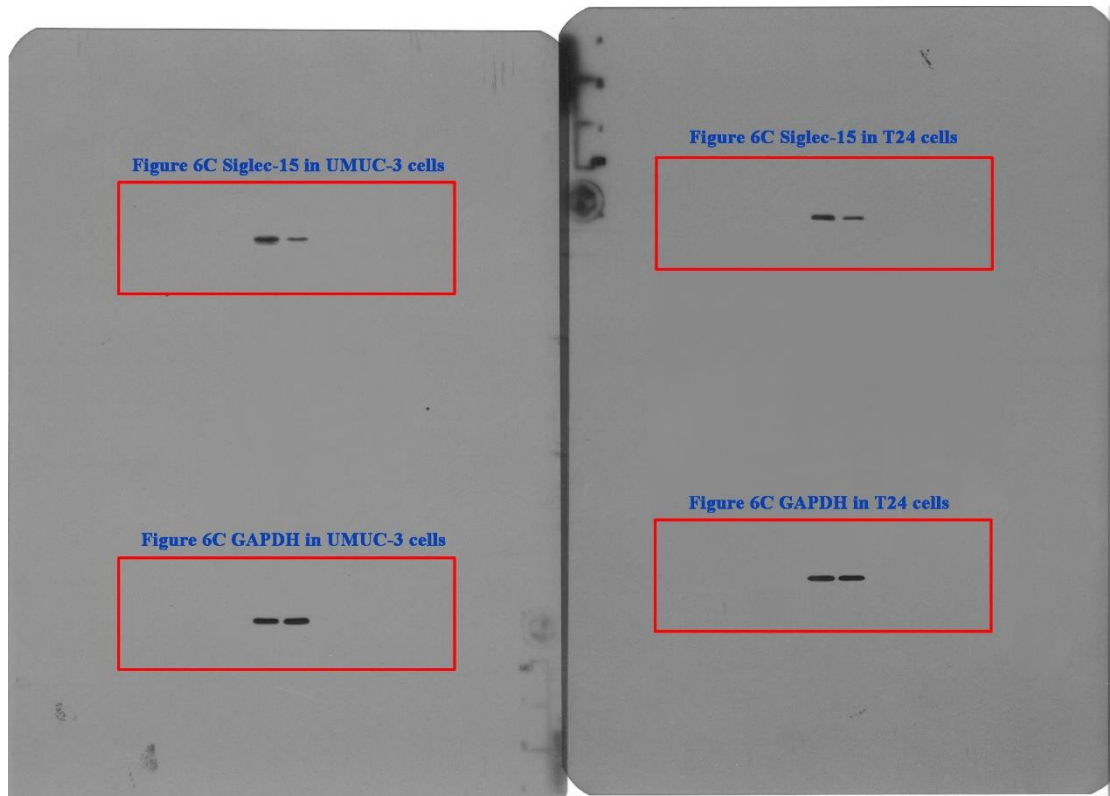 Figure 6C Siglec-15 in UMUC-3 cells
Figure 6C GAPDH in UMUC-3 cells
Figure 6C Siglec-15 in T24 cells
Figure 6C GAPDH in T24 cells